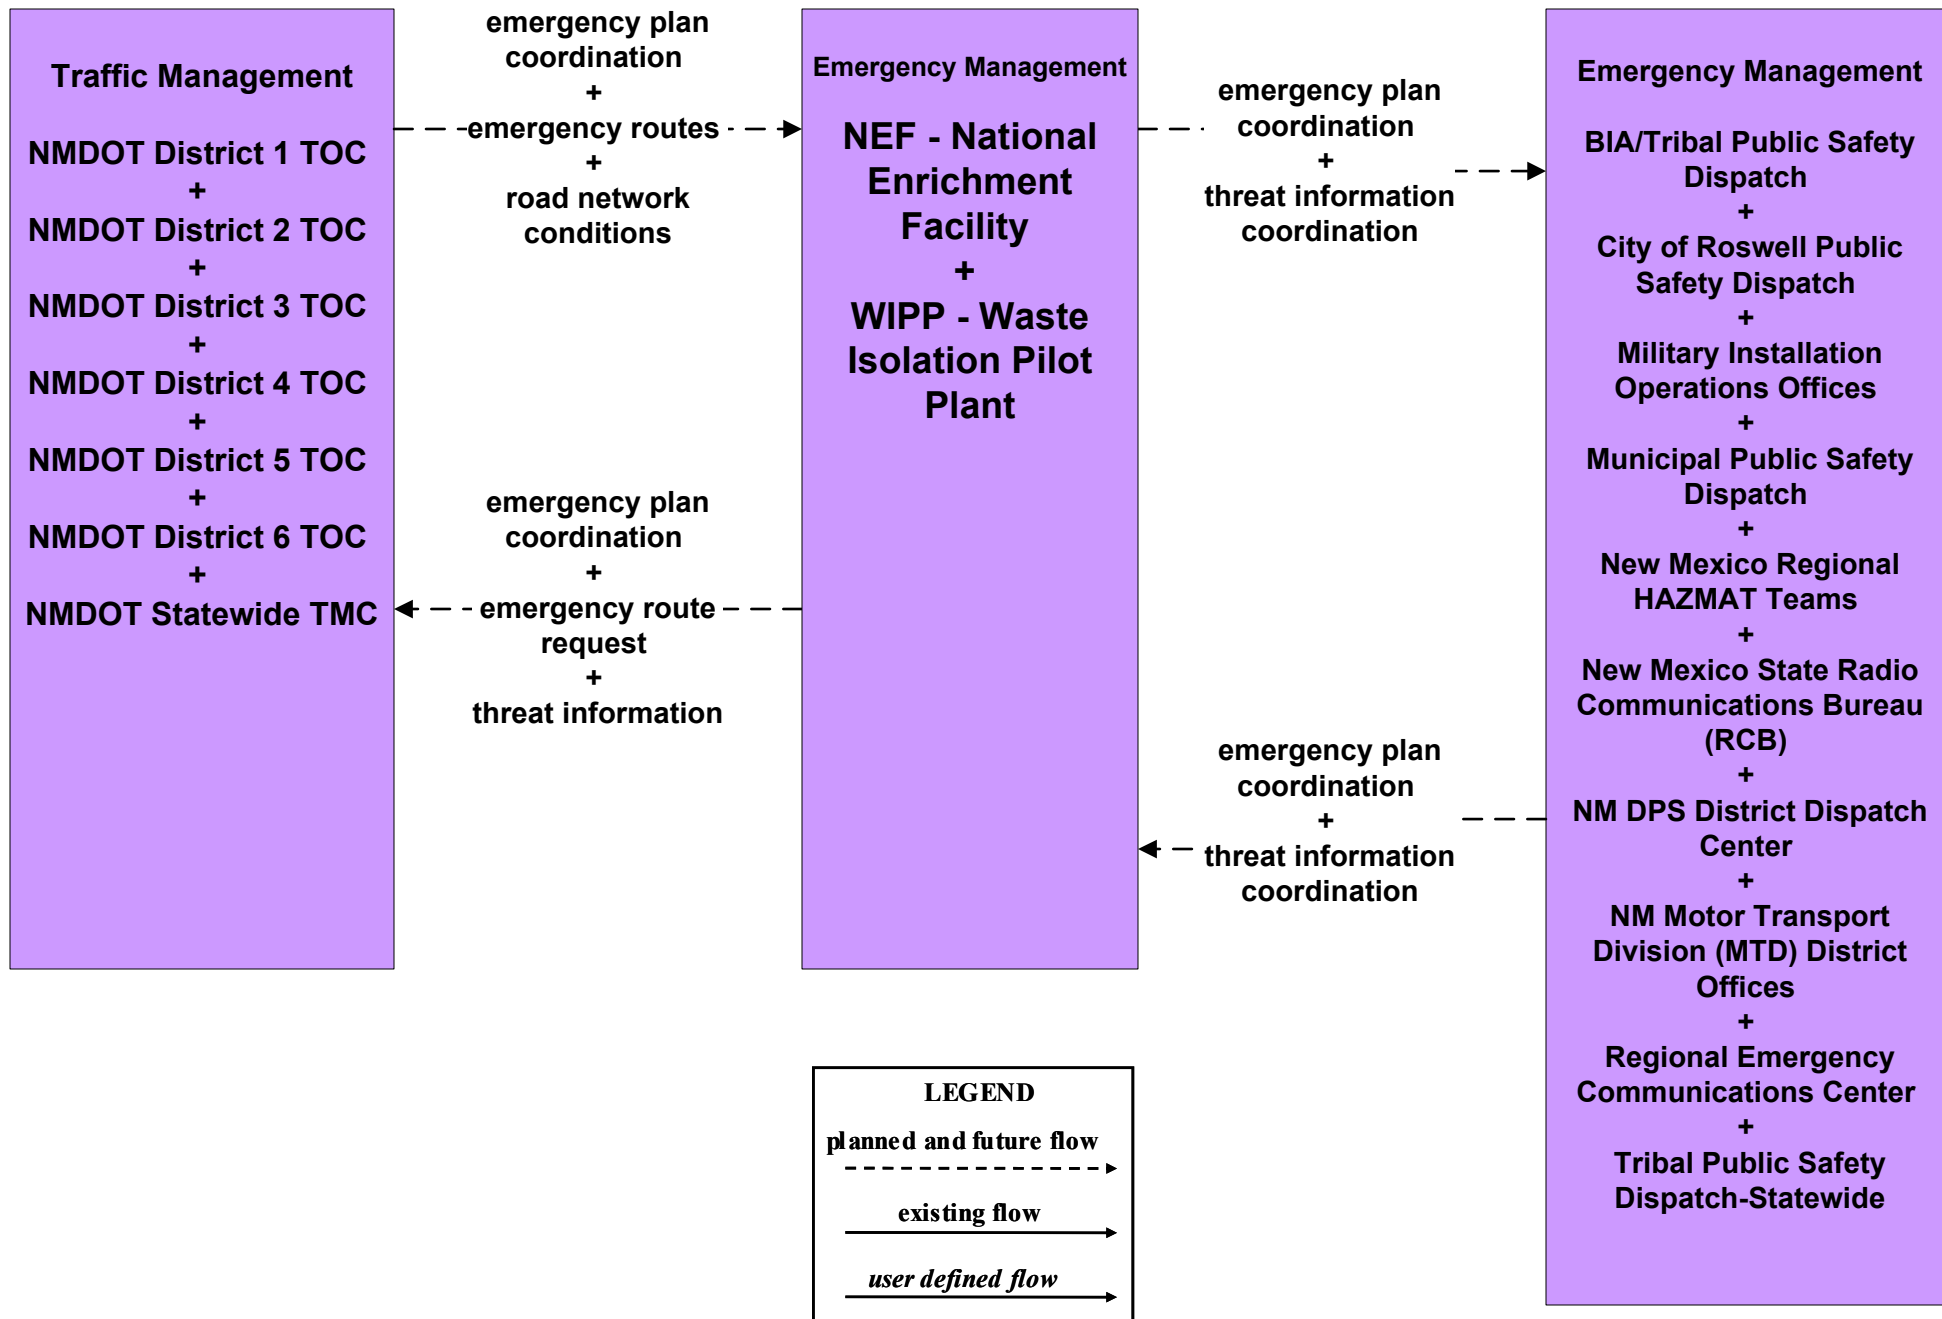 Traffic Management
NMDOT District 1 TOC
+
NMDOT District 2 TOC
+
NMDOT District 3 TOC
+
NMDOT District 4 TOC
+
NMDOT District 5 TOC
+
NMDOT District 6 TOC
+
NMDOT Statewide TMC
emergency plan
coordination
+
emergency routes
+
road network
conditions
emergency plan
coordination
+
emergency route
request
+
threat information
Emergency Management
NEF - National
Enrichment
Facility
+
WIPP - Waste
Isolation Pilot
Plant
emergency plan
coordination
+
threat information
coordination
emergency plan
coordination
+
threat information
coordination
Emergency Management
BIA/Tribal Public Safety
Dispatch
+
City of Roswell Public
Safety Dispatch
+
Military Installation
Operations Offices
+
Municipal Public Safety
Dispatch
+
New Mexico Regional
HAZMAT Teams
+
New Mexico State Radio
Communications Bureau
(RCB)
+
NM DPS District Dispatch
Center
+
NM Motor Transport
Division (MTD) District
Offices
+
Regional Emergency
Communications Center
+
Tribal Public Safety
Dispatch-Statewide
LEGEND
planned and future flow
existing flow
user defined flow